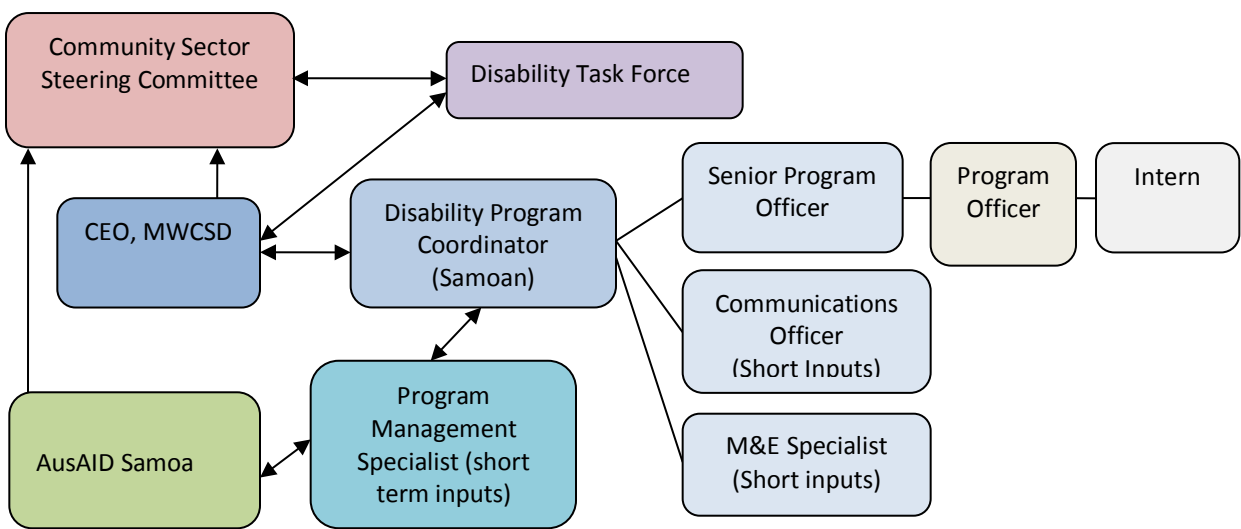 Community Sector
Steering Committee
Disability Task Force
Senior Program
Officer
Program
Officer
Intern
CEO, MWCSD
Disability Program
Coordinator
(Samoan)
Communications
Officer
(Short Inputs)
Program
Management
Specialist (short
term inputs)
AusAID Samoa
M&E Specialist
(Short inputs)